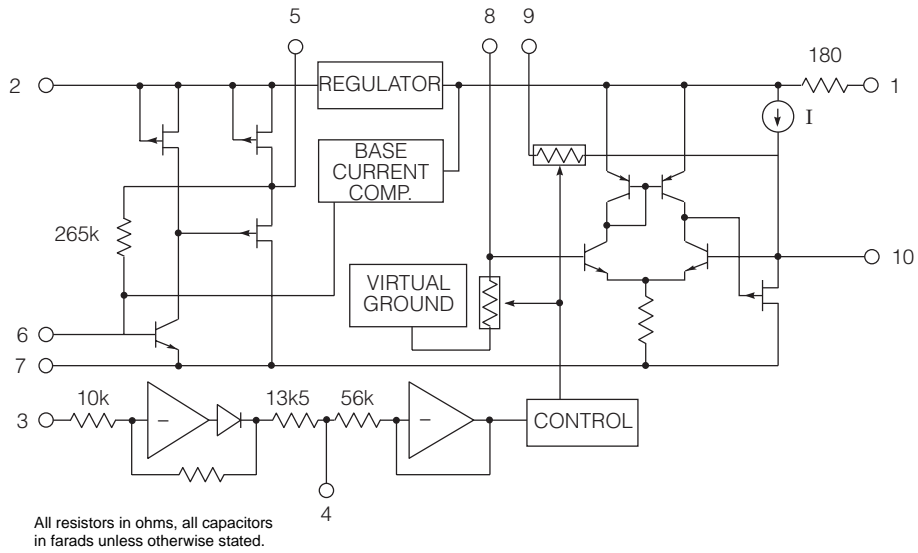 5
8
9
2
REGULATOR
180
1
I
BASE
CURRENT
COMP.
265k
10
VIRTUAL
GROUND
6
7
3
10k
–
13k5
56k
–
CONTROL
4
All resistors in ohms, all capacitors
in farads unless otherwise stated.